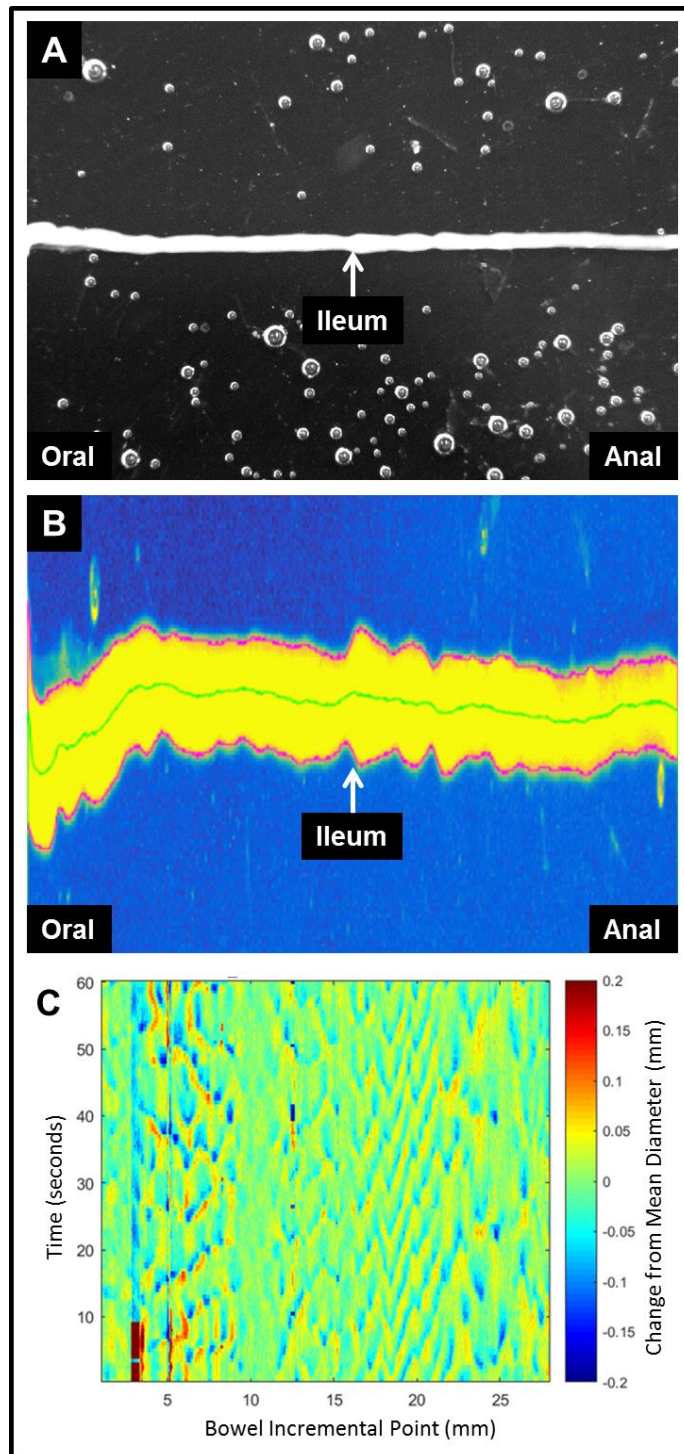 A
Ileum
Oral
Anal
B
Ileum
Oral
Anal
C
60
50
40
30
20
10
Time (seconds)
5
10
15
20
25
Bowel Incremental Point (mm)
0.2
0.15
0.1
0.05
0
-0.05
-0.1
-0.15
-0.2
Change from Mean Diameter (mm)